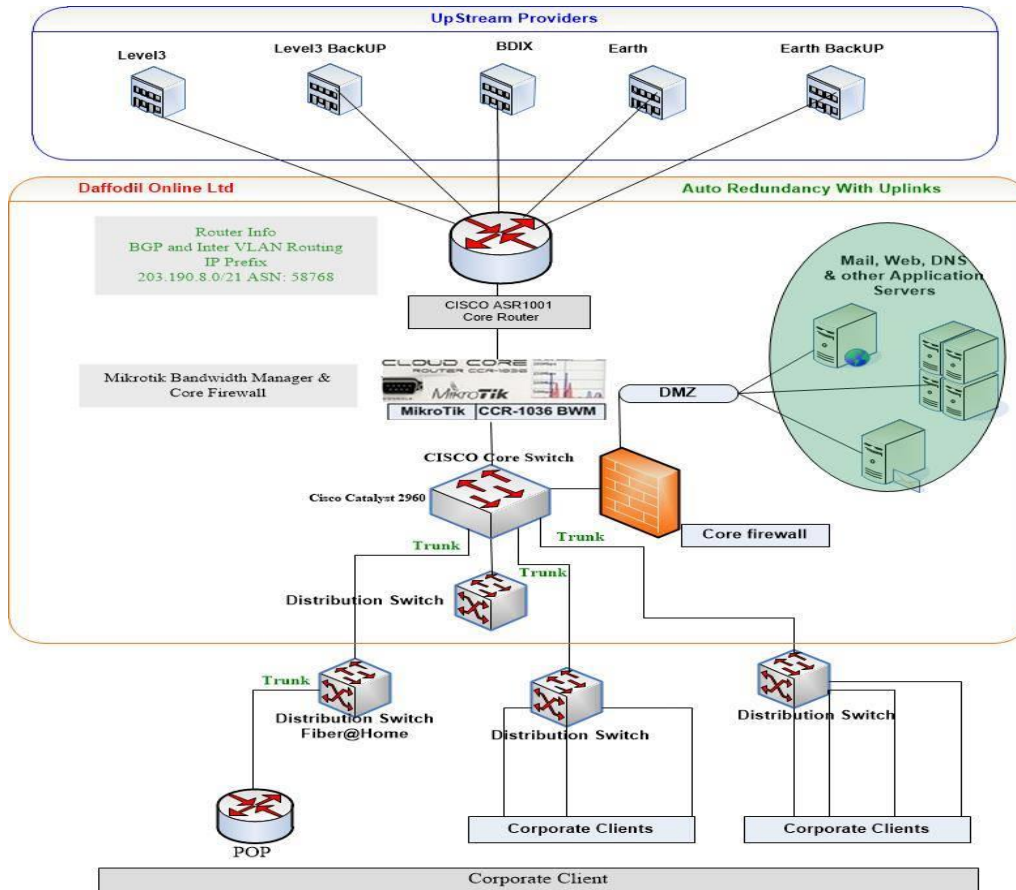 UpStream Providers
Level3
Level3 BackUP
BDIX
Earth
Earth BackUP
Daffodil Online Ltd
Auto Redundancy With Uplinks
Router Info
BGP and Inter VLAN Routing
IP Prefix
203.190.8.0/21 ASN: 58768
Mail, Web, DNS
& other Application
Servers
CISCO ASR1001
Core Router
Mikrotik Bandwidth Manager &
Core Firewall
CLOUD CORE
ROUTER CCR-1036
MikroTik
MikroTik CCR-1036 BWM
DMZ
CISCO Core Switch
Cisco Catalyst 2960
Core firewall
Trunk
Trunk
Trunk
Distribution Switch
Trunk
Distribution Switch
Fiber@Home
Distribution Switch
Distribution Switch
POP
Corporate Clients
Corporate Clients
Corporate Client